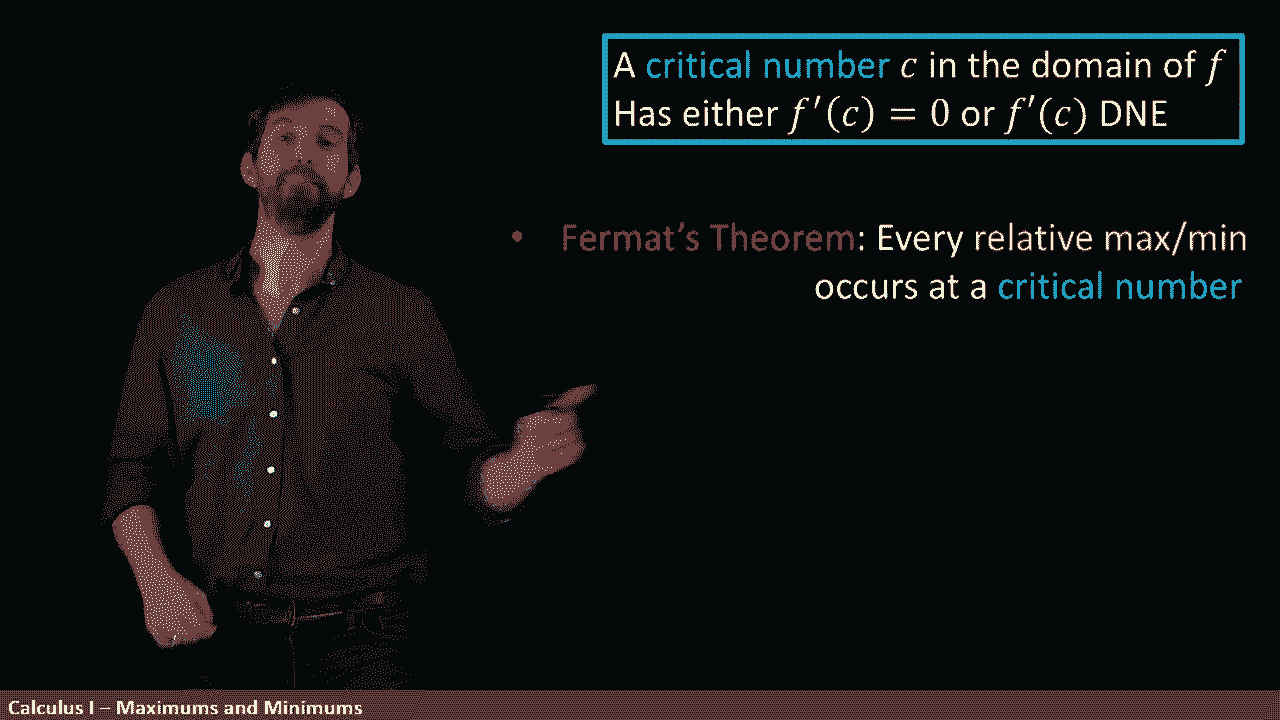 A critical number c in the domain of f
Has either f′(c) = 0 or f′(c) DNE
• Fermat’s Theorem: Every relative max/min
occurs at a critical number
Calculus I – Maximums and Minimums